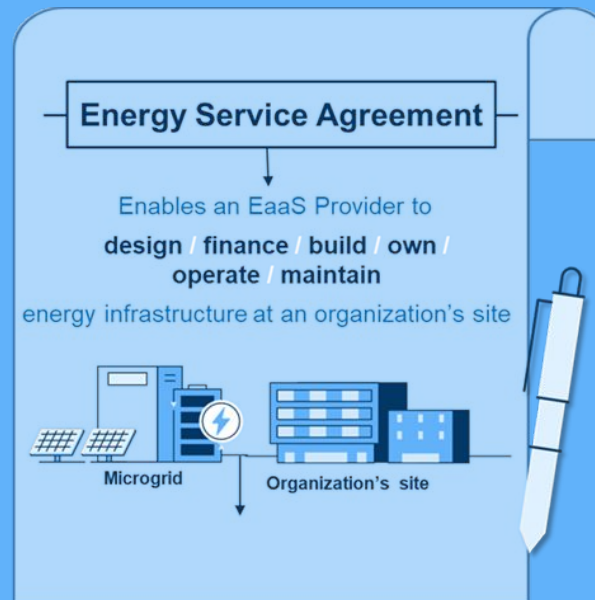 Energy Service Agreement
Enables an EaaS Provider to
design / finance / build / own /
operate / maintain
energy infrastructure at an organization's site
Microgrid
Organization's site